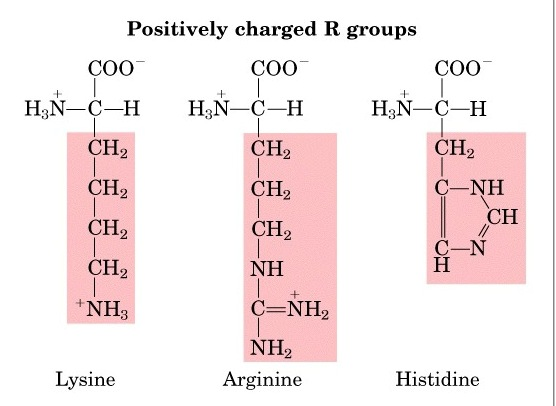 Positively charged R groups
COO⁻ COO⁻ COO⁻
H₃N⁺—C—H H₃N⁺—C—H H₃N⁺—C—H
CH₂ CH₂ CH₂
CH₂ CH₂ C—NH
CH
CH₂ CH₂ C—N
H
CH₂ NH
⁺NH₃ C=N⁺H₂
NH₂
Lysine Arginine Histidine